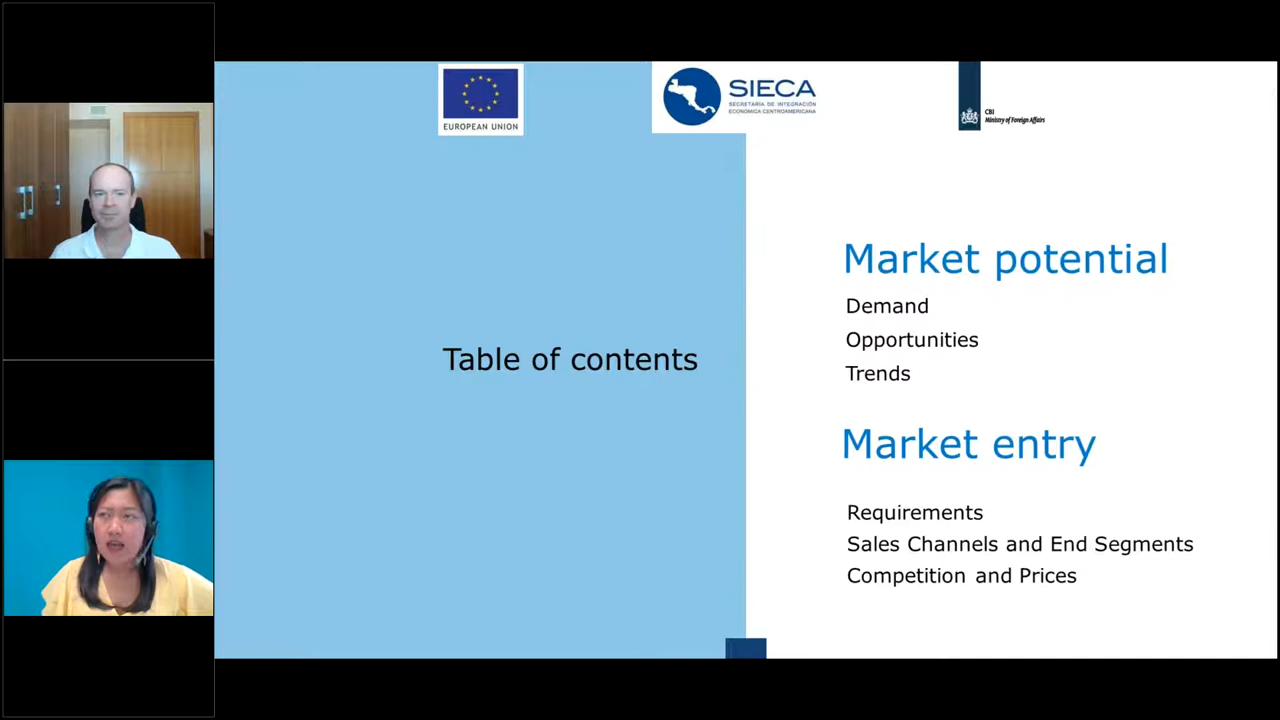 EUROPEAN UNION
SIECA
SECRETARÍA DE INTEGRACIÓN
ECONÓMICA CENTROAMERICANA
CBI
Ministry of Foreign Affairs
Table of contents
Market potential
Demand
Opportunities
Trends
Market entry
Requirements
Sales Channels and End Segments
Competition and Prices